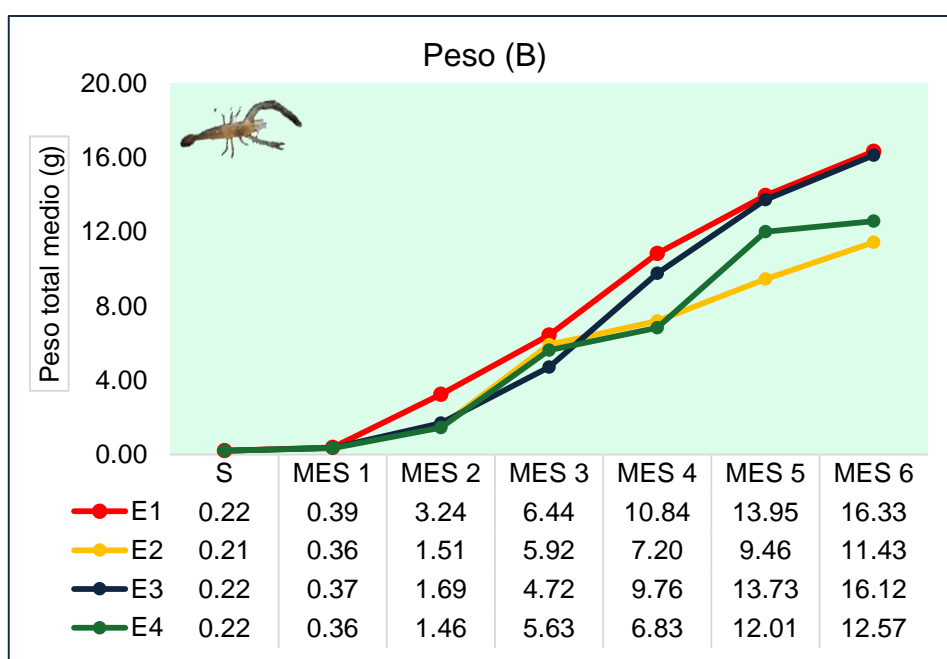 Peso (B)
Peso total medio (g)
20.00
16.00
12.00
8.00
4.00
0.00
S MES 1 MES 2 MES 3 MES 4 MES 5 MES 6
E1 0.22 0.39 3.24 6.44 10.84 13.95 16.33
E2 0.21 0.36 1.51 5.92 7.20 9.46 11.43
E3 0.22 0.37 1.69 4.72 9.76 13.73 16.12
E4 0.22 0.36 1.46 5.63 6.83 12.01 12.57